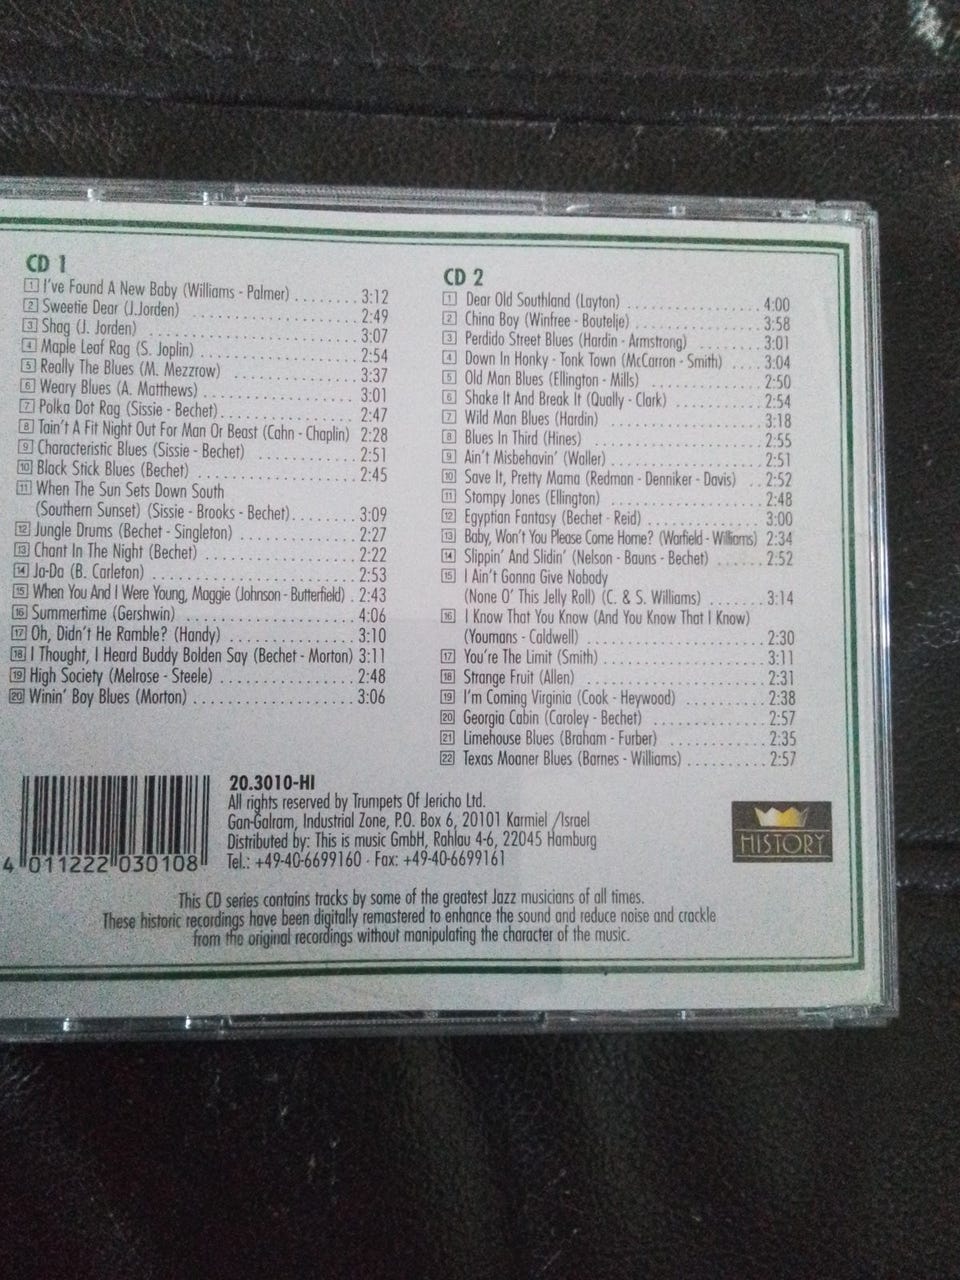 CD 1
1 I've Found A New Baby (Williams - Palmer) ........ 3:12
2 Sweetie Dear (J.Jorden) ........ 2:49
3 Shag (J. Jorden) ........ 3:07
4 Maple Leaf Rag (S. Joplin) ........ 2:54
5 Really The Blues (M. Mezzrow) ........ 3:37
6 Weary Blues (A. Matthews) ........ 3:01
7 Polka Dot Rag (Sissie - Bechet) ........ 2:47
8 Tain't A Fit Night Out For Man Or Beast (Cahn - Chaplin) 2:28
9 Characteristic Blues (Sissie - Bechet) ........ 2:51
10 Black Stick Blues (Bechet) ........ 2:45
11 When The Sun Sets Down South
(Southern Sunset) (Sissie - Brooks - Bechet) ........ 3:09
12 Jungle Drums (Bechet - Singleton) ........ 2:27
13 Chant In The Night (Bechet) ........ 2:22
14 Ja-Da (B. Carleton) ........ 2:53
15 When You And I Were Young, Maggie (Johnson - Butterfield) . 2:43
16 Summertime (Gershwin) ........ 4:06
17 Oh, Didn't He Ramble? (Handy) ........ 3:10
18 I Thought, I Heard Buddy Bolden Say (Bechet - Morton) 3:11
19 High Society (Melrose - Steele) ........ 2:48
20 Winin' Boy Blues (Morton) ........ 3:06
CD 2
1 Dear Old Southland (Layton) ........ 4:00
2 China Boy (Winfree - Boutelje) ........ 3:58
3 Perdido Street Blues (Hardin - Armstrong) ........ 3:01
4 Down In Honky - Tonk Town (McCarron - Smith) .... 3:04
5 Old Man Blues (Ellington - Mills) ........ 2:50
6 Shake It And Break It (Qually - Clark) ........ 2:54
7 Wild Man Blues (Hardin) ........ 3:18
8 Blues In Third (Hines) ........ 2:55
9 Ain't Misbehavin' (Waller) ........ 2:51
10 Save It, Pretty Mama (Redman - Denniker - Davis) .. 2:52
11 Stompy Jones (Ellington) ........ 2:48
12 Egyptian Fantasy (Bechet - Reid) ........ 3:00
13 Baby, Won't You Please Come Home? (Warfield - Williams) 2:34
14 Slippin' And Slidin' (Nelson - Bauns - Bechet) ...... 2:52
15 I Ain't Gonna Give Nobody
(None O' This Jelly Roll) (C. & S. Williams) ....... 3:14
16 I Know That You Know (And You Know That I Know)
(Youmans - Caldwell) ........ 2:30
17 You're The Limit (Smith) ........ 3:11
18 Strange Fruit (Allen) ........ 2:31
19 I'm Coming Virginia (Cook - Heywood) ........ 2:38
20 Georgia Cabin (Caroley - Bechet) ........ 2:57
21 Limehouse Blues (Braham - Furber) ........ 2:35
22 Texas Moaner Blues (Barnes - Williams) ........ 2:57
20.3010-HI
All rights reserved by Trumpets Of Jericho Ltd.
Gan-Galram, Industrial Zone, P.O. Box 6, 20101 Karmiel /Israel
Distributed by: This is music GmbH, Rahlau 4-6, 22045 Hamburg
Tel.: +49-40-6699160 · Fax: +49-40-6699161
4 011222 030108
HISTORY
This CD series contains tracks by some of the greatest Jazz musicians of all times.
These historic recordings have been digitally remastered to enhance the sound and reduce noise and crackle
from the original recordings without manipulating the character of the music.